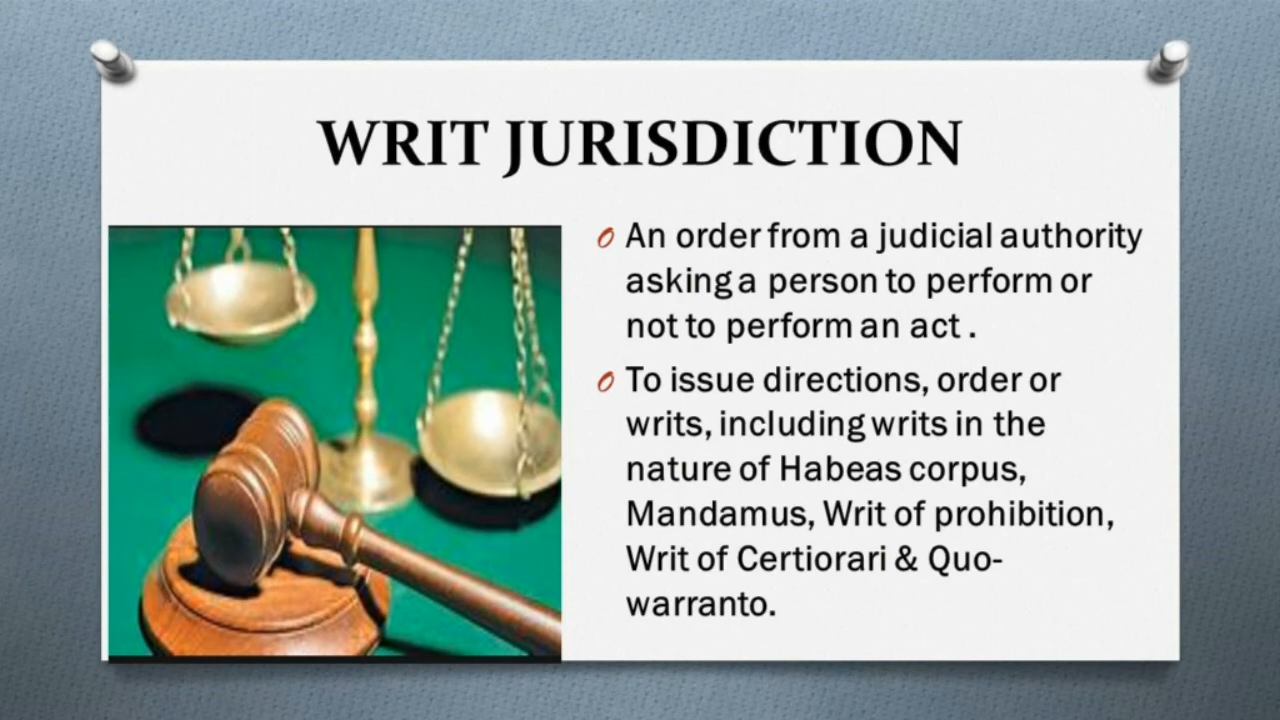 WRIT JURISDICTION
An order from a judicial authority
asking a person to perform or
not to perform an act .
To issue directions, order or
writs, including writs in the
nature of Habeas corpus,
Mandamus, Writ of prohibition,
Writ of Certiorari & Quo-
warranto.